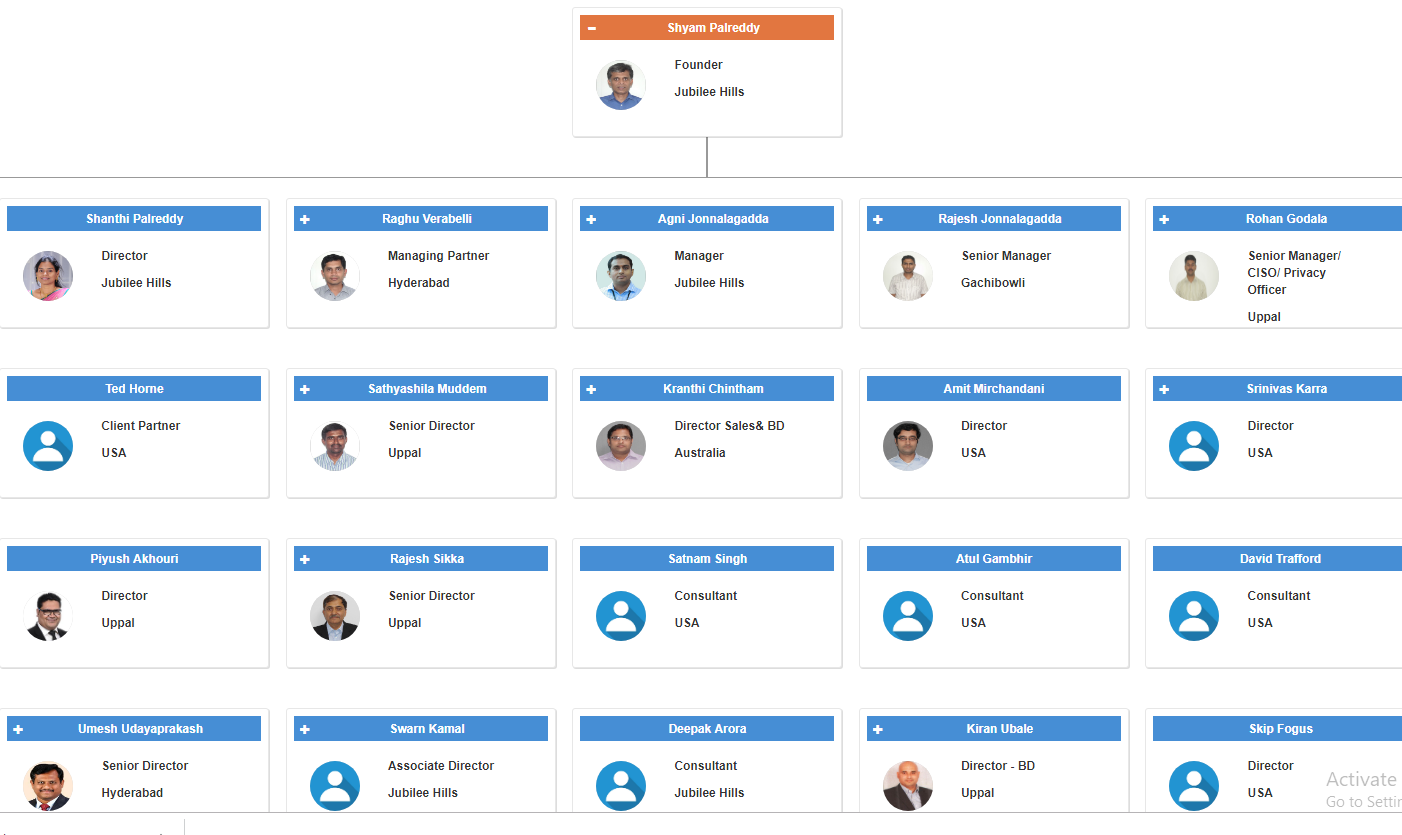 Shyam Palreddy
Founder
Jubilee Hills
Shanthi Palreddy
Director
Jubilee Hills
Raghu Verabelli
Managing Partner
Hyderabad
Agni Jonnalagadda
Manager
Jubilee Hills
Rajesh Jonnalagadda
Senior Manager
Gachibowli
Rohan Godala
Senior Manager/
CISO/ Privacy
Officer
Uppal
Ted Horne
Client Partner
USA
Sathyashila Muddem
Senior Director
Uppal
Kranthi Chintham
Director Sales& BD
Australia
Amit Mirchandani
Director
USA
Srinivas Karra
Director
USA
Piyush Akhouri
Director
Uppal
Rajesh Sikka
Senior Director
Uppal
Satnam Singh
Consultant
USA
Atul Gambhir
Consultant
USA
David Trafford
Consultant
USA
Umesh Udayaprakash
Senior Director
Hyderabad
Swarn Kamal
Associate Director
Jubilee Hills
Deepak Arora
Consultant
Jubilee Hills
Kiran Ubale
Director - BD
Uppal
Skip Fogus
Director
USA
Activate
Go to Settin